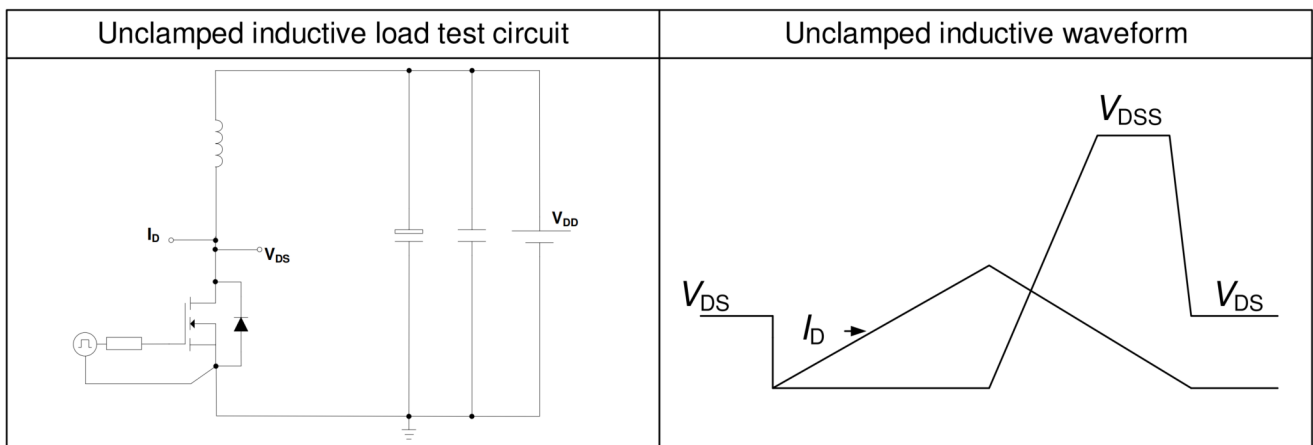 Unclamped inductive load test circuit
Unclamped inductive waveform
VDD
ID
VDS
VDSS
VDS
ID
VDS